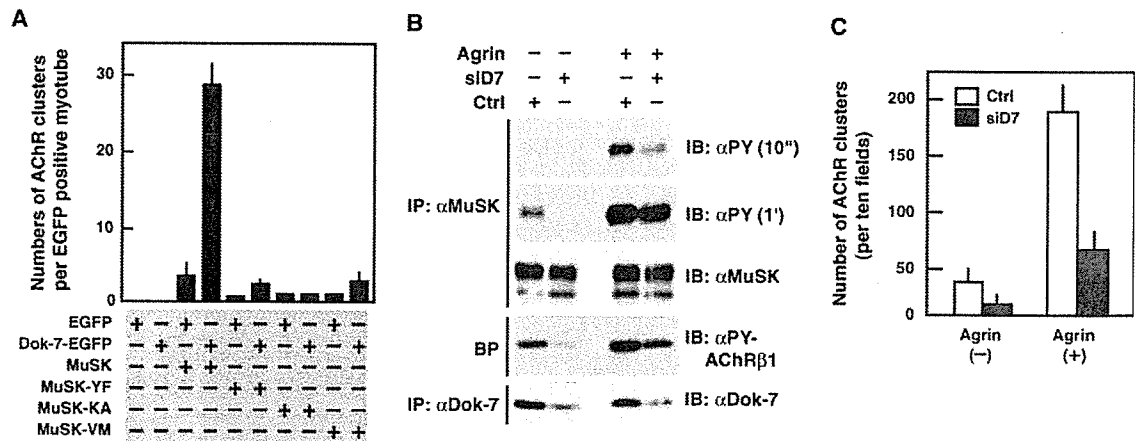 A
Numbers of AChR clusters
per EGFP positive myotube
30
20
10
0
EGFP + − + − + − + − + −
Dok-7-EGFP − + − + − + − + − +
MuSK − − + + − − − − − −
MuSK-YF − − − − + + − − − −
MuSK-KA − − − − − − + + − −
MuSK-VM − − − − − − − − + +
B
Agrin − − + +
siD7 − + − +
Ctrl + − + −
IP: αMuSK
IB: αPY (10")
IB: αPY (1')
IB: αMuSK
BP
IB: αPY-
AChRβ1
IP: αDok-7
IB: αDok-7
C
Number of AChR clusters
(per ten fields)
200
150
100
50
0
Ctrl
siD7
Agrin
(−)
Agrin
(+)